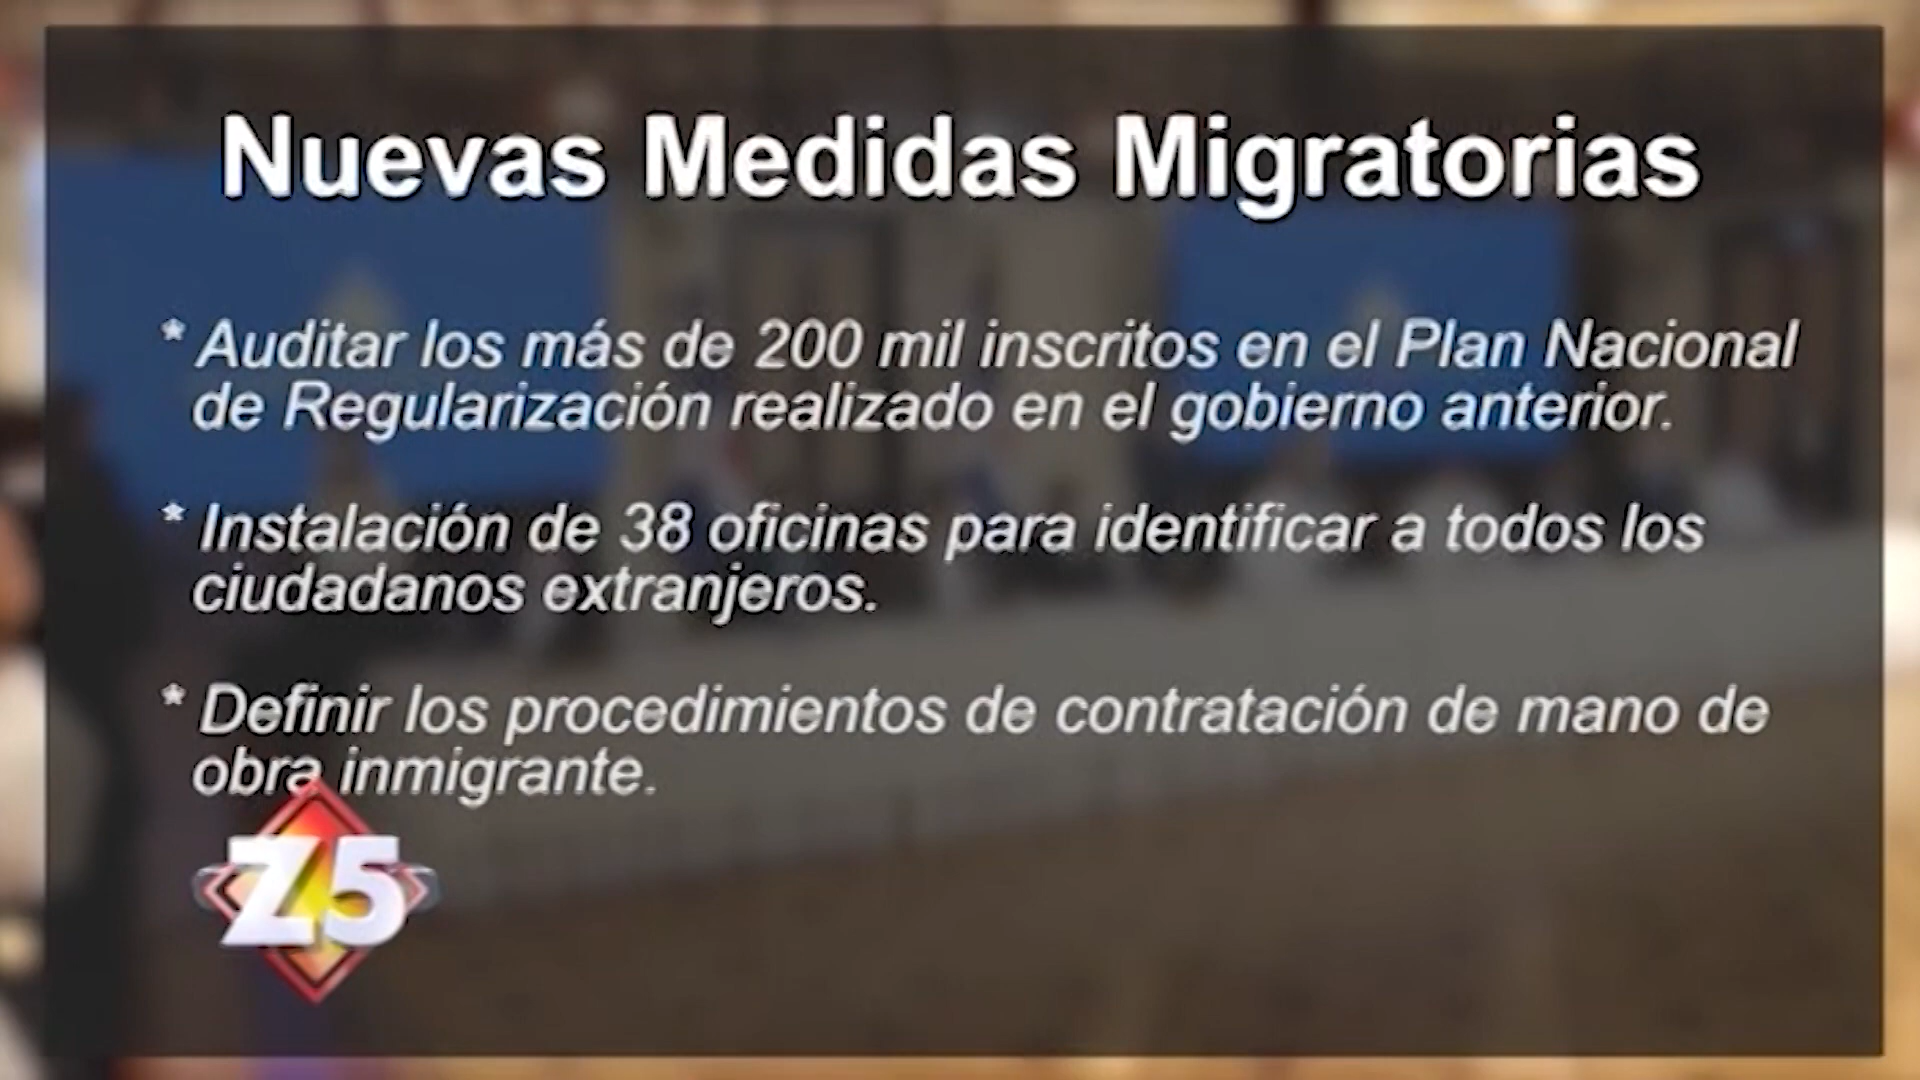 Nuevas Medidas Migratorias
* Auditar los más de 200 mil inscritos en el Plan Nacional
de Regularización realizado en el gobierno anterior.
* Instalación de 38 oficinas para identificar a todos los
ciudadanos extranjeros.
* Definir los procedimientos de contratación de mano de
obra inmigrante.
Z5